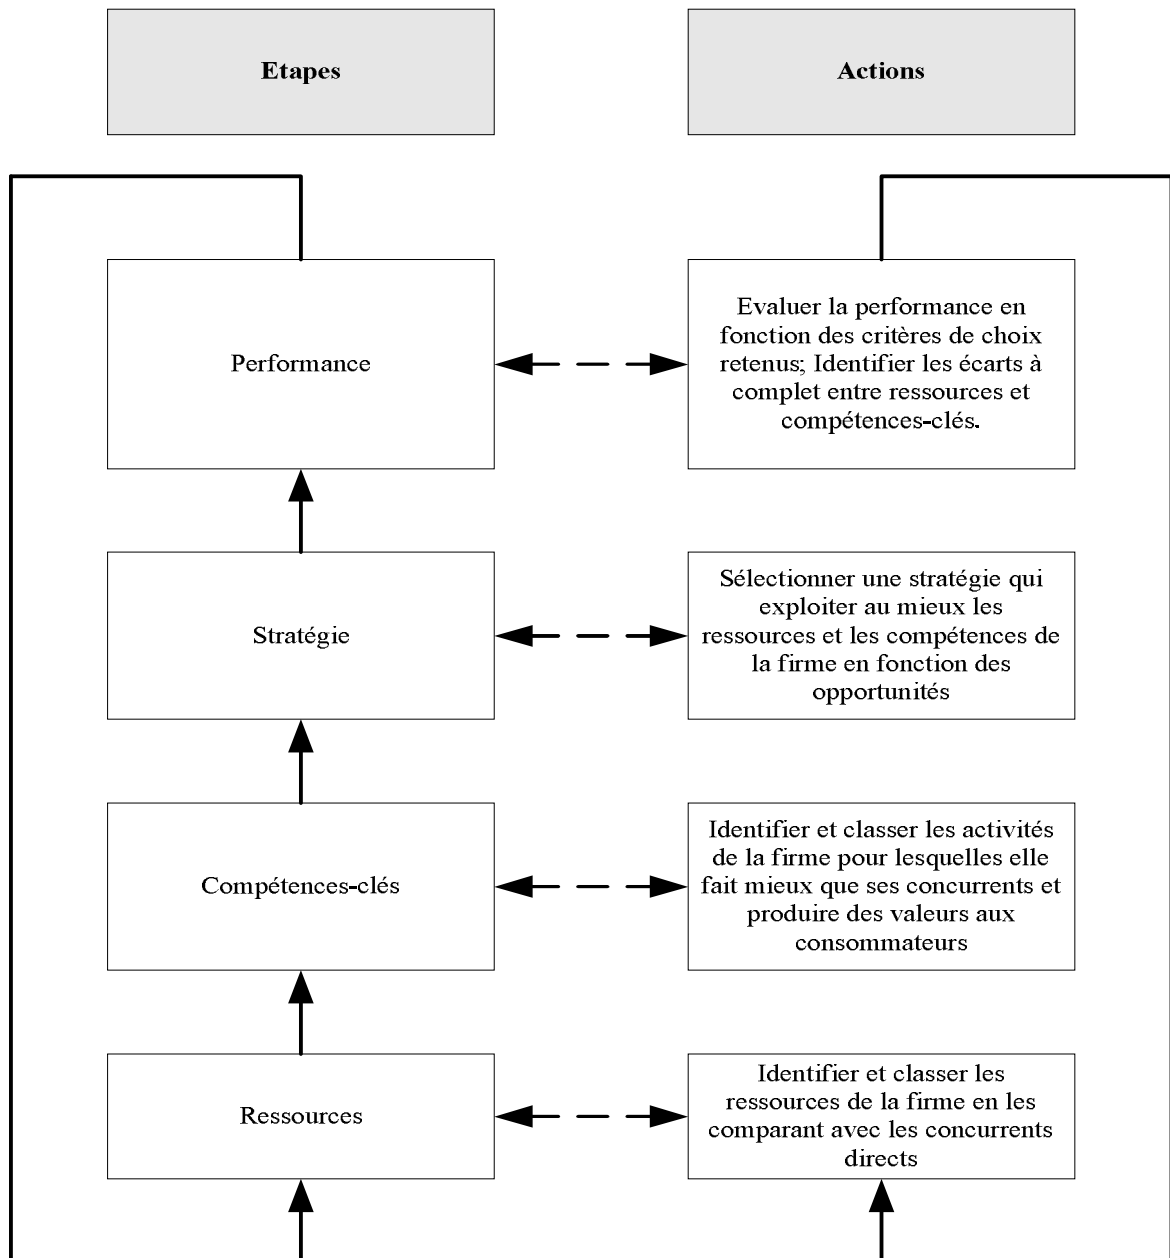 Etapes
Actions
Performance
Evaluer la performance en
fonction des critères de choix
retenus; Identifier les écarts à
complet entre ressources et
compétences-clés.
Stratégie
Sélectionner une stratégie qui
exploiter au mieux les
ressources et les compétences de
la firme en fonction des
opportunités
Compétences-clés
Identifier et classer les activités
de la firme pour lesquelles elle
fait mieux que ses concurrents et
produire des valeurs aux
consommateurs
Ressources
Identifier et classer les
ressources de la firme en les
comparant avec les concurrents
directs